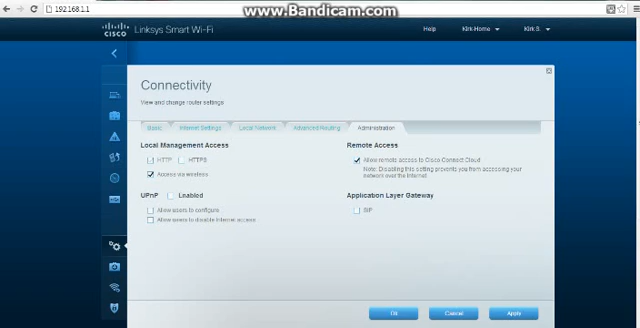 www.Bandicam.com
192.168.1.1
CISCO Linksys Smart Wi-Fi
Help Kirk-Home Kirk S.
Connectivity
View and change router settings
Basic Internet Settings Local Network Advanced Routing Administration
Local Management Access
HTTP HTTPS
Access via wireless
UPnP Enabled
Allow users to configure
Allow users to disable Internet access
Remote Access
Allow remote access to Cisco Connect Cloud
Note: Disabling this setting prevents you from accessing your
network over the Internet
Application Layer Gateway
SIP
Ok Cancel Apply